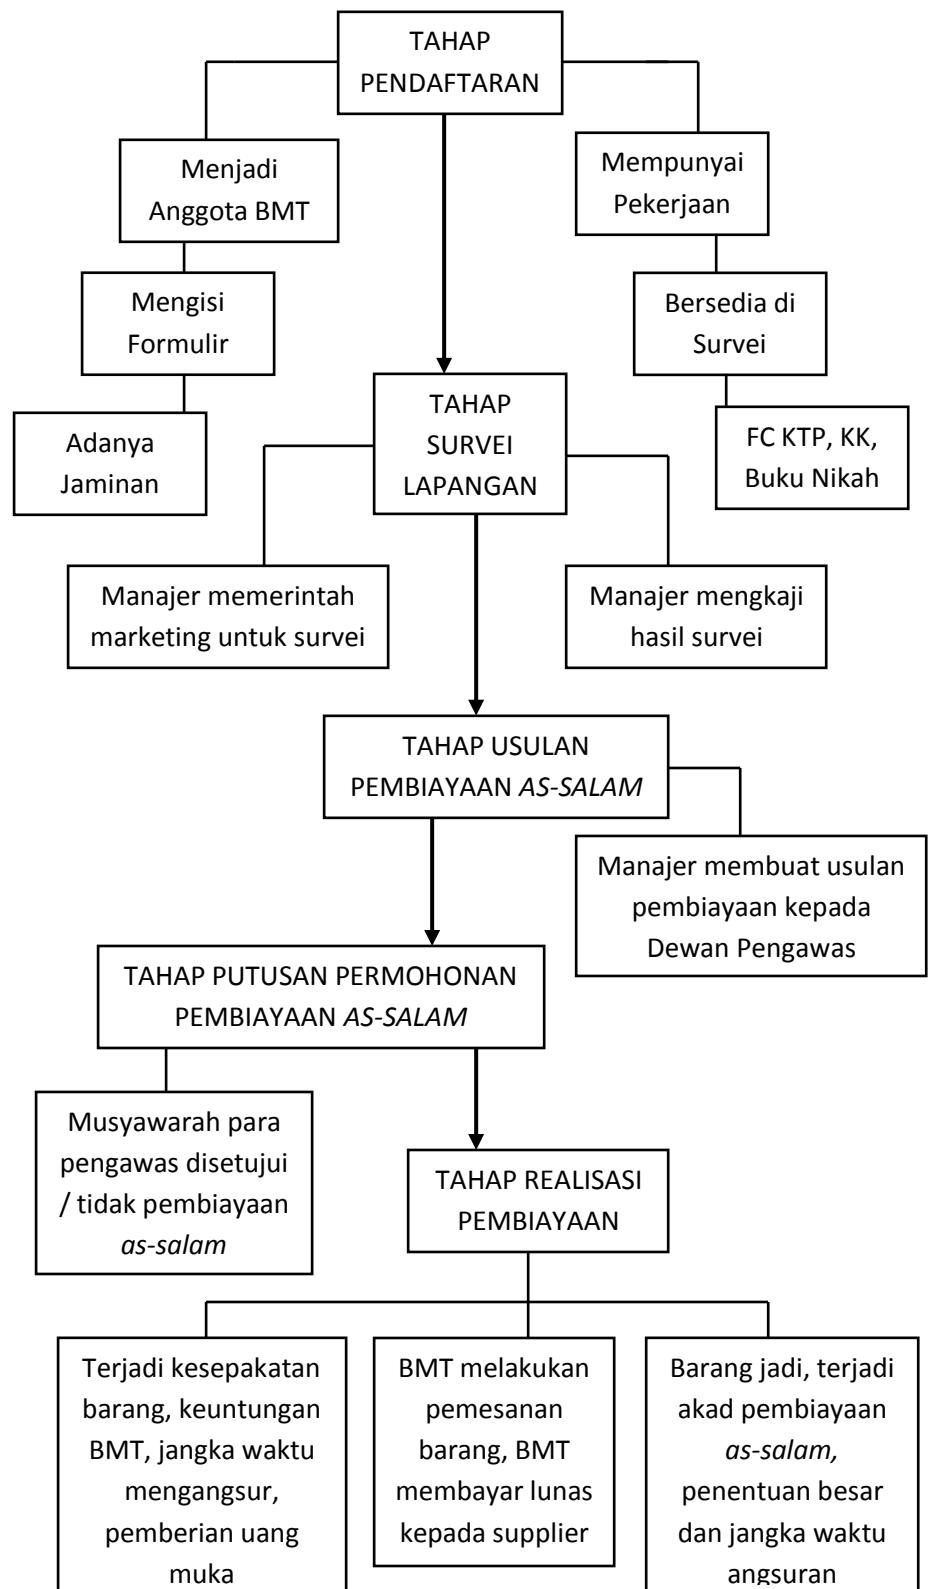 TAHAP
PENDAFTARAN
Menjadi
Anggota BMT
Mempunyai
Pekerjaan
Mengisi
Formulir
Bersedia di
Survei
Adanya
Jaminan
TAHAP
SURVEI
LAPANGAN
FC KTP, KK,
Buku Nikah
Manajer memerintah
marketing untuk survei
Manajer mengkaji
hasil survei
TAHAP USULAN
PEMBIAYAAN AS-SALAM
Manajer membuat usulan
pembiayaan kepada
Dewan Pengawas
TAHAP PUTUSAN PERMOHONAN
PEMBIAYAAN AS-SALAM
Musyawarah para
pengawas disetujui
/ tidak pembiayaan
as-salam
TAHAP REALISASI
PEMBIAYAAN
Terjadi kesepakatan
barang, keuntungan
BMT, jangka waktu
mengangsur,
pemberian uang
muka
BMT melakukan
pemesanan
barang, BMT
membayar lunas
kepada supplier
Barang jadi, terjadi
akad pembiayaan
as-salam,
penentuan besar
dan jangka waktu
angsuran